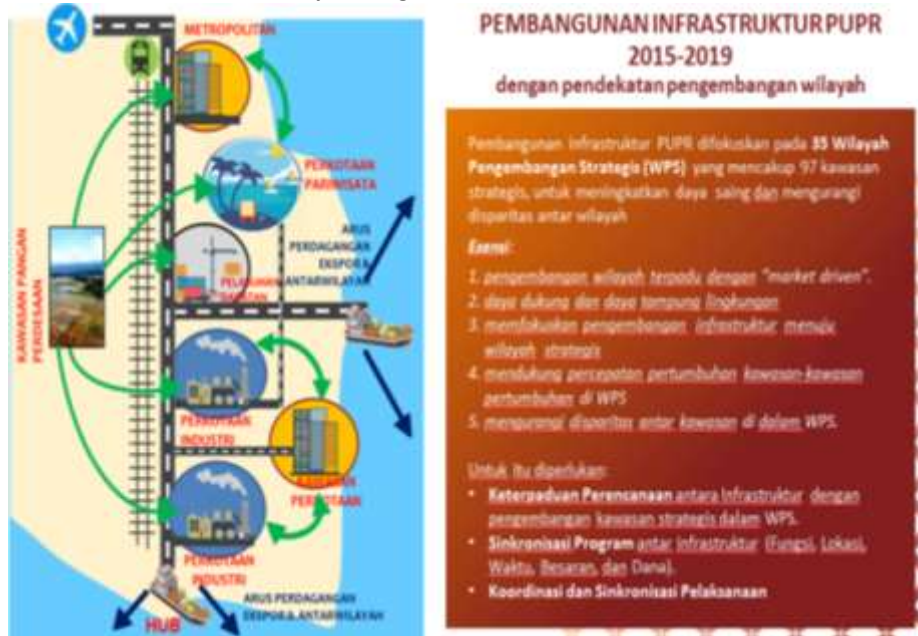 METROPOLITAN
PERKOTAAN
PARIWISATA
ARUS
PERDAGANGAN
EKSPOR &
ANTARWILAYAH
KAWASAN PANGAN
PERDESAAN
PERKOTAAN
INDUSTRI
PERKOTAAN
PERKOTAAN
INDUSTRI
HUB
ARUS PERDAGANGAN
EKSPOR & ANTARWILAYAH
PEMBANGUNAN INFRASTRUKTUR PUPR
2015-2019
dengan pendekatan pengembangan wilayah
Pembangunan Infrastruktur PUPR difokuskan pada 35 Wilayah
Pengembangan Strategis (WPS) yang mencakup 97 kawasan
strategis, untuk meningkatkan daya saing dan mengurangi
disparitas antar wilayah
Esensi:
1. pengembangan wilayah terpadu dengan "market driven".
2. daya dukung dan daya tampung lingkungan
3. memfokuskan pengembangan infrastruktur menuju
wilayah strategis
4. mendukung percepatan pertumbuhan kawasan-kawasan
pertumbuhan di WPS
5. mengurangi disparitas antar kawasan di dalam WPS.
Untuk itu diperlukan:
• Keterpaduan Perencanaan antara Infrastruktur dengan
pengembangan kawasan strategis dalam WPS.
• Sinkronisasi Program antar Infrastruktur (Fungsi, Lokasi,
Waktu, Besaran, dan Dana).
• Koordinasi dan Sinkronisasi Pelaksanaan